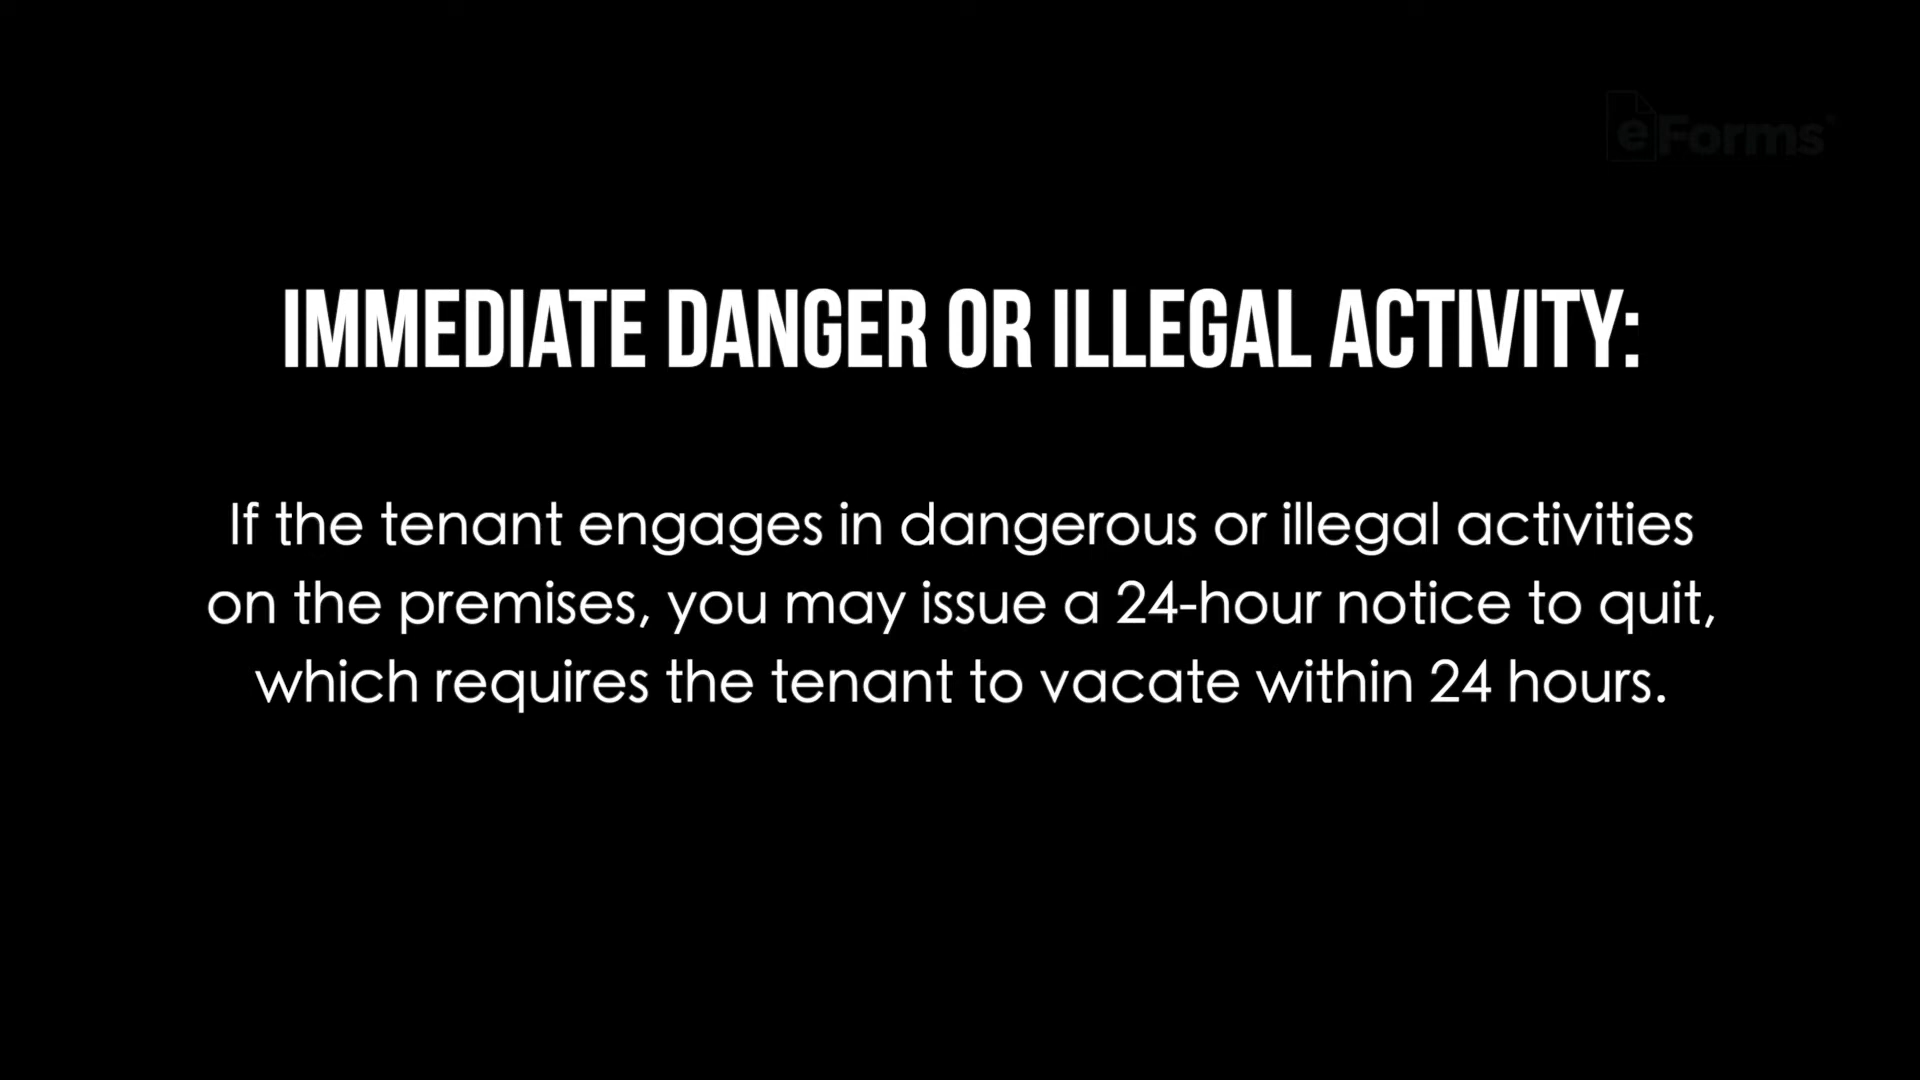 eForms
IMMEDIATE DANGER OR ILLEGAL ACTIVITY:
If the tenant engages in dangerous or illegal activities
on the premises, you may issue a 24-hour notice to quit,
which requires the tenant to vacate within 24 hours.